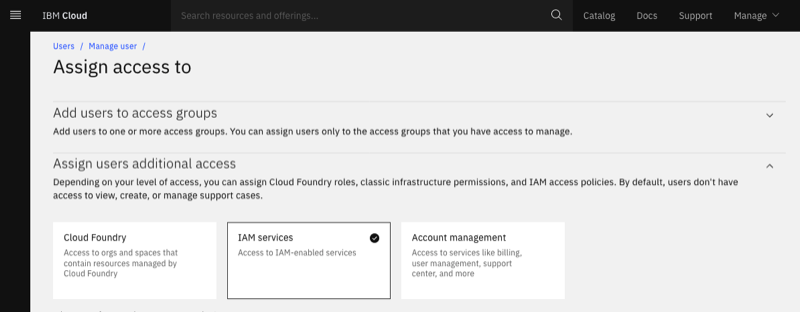 IBM Cloud
Search resources and offerings...
Catalog
Docs
Support
Manage
Users / Manage user /
Assign access to
Add users to access groups
Add users to one or more access groups. You can assign users only to the access groups that you have access to manage.
Assign users additional access
Depending on your level of access, you can assign Cloud Foundry roles, classic infrastructure permissions, and IAM access policies. By default, users don't have
access to view, create, or manage support cases.
Cloud Foundry
Access to orgs and spaces that
contain resources managed by
Cloud Foundry
IAM services
Access to IAM-enabled services
Account management
Access to services like billing,
user management, support
center, and more